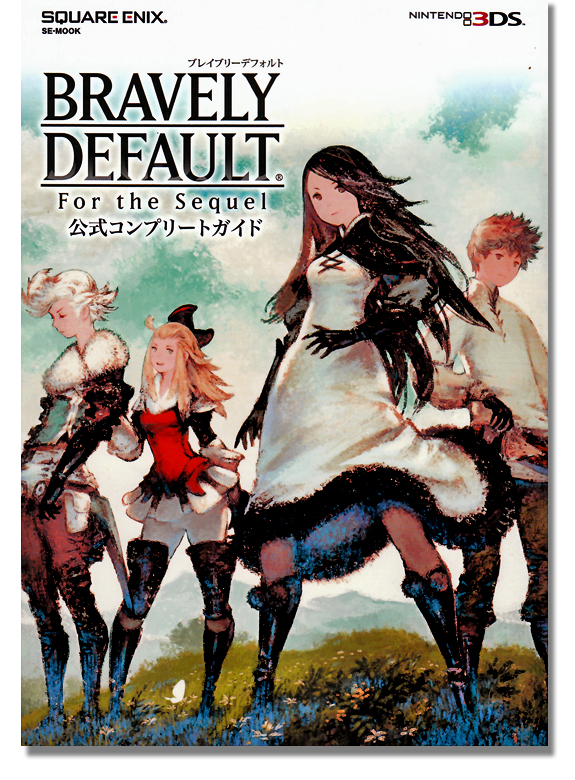 SQUARE ENIX.
SE-MOOK
NINTENDO 3DS™
ブレイブリーデフォルト
BRAVELY
DEFAULT®
For the Sequel
公式コンプリートガイド